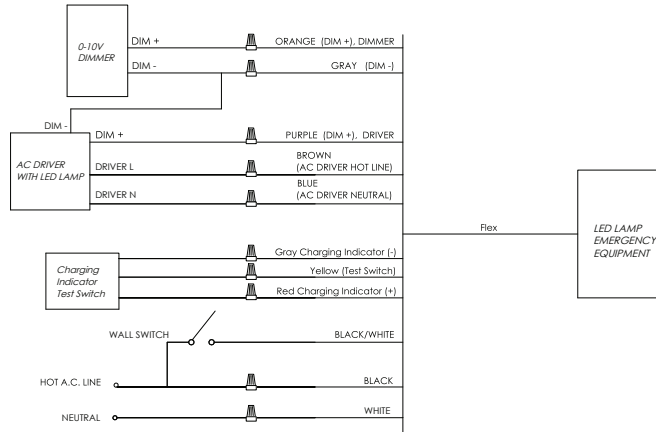 0-10V
DIMMER
DIM +
ORANGE (DIM +), DIMMER
DIM -
GRAY (DIM -)
DIM -
AC DRIVER
WITH LED LAMP
DIM +
PURPLE (DIM +), DRIVER
DRIVER L
BROWN
(AC DRIVER HOT LINE)
DRIVER N
BLUE
(AC DRIVER NEUTRAL)
Flex
LED LAMP
EMERGENCY
EQUIPMENT
Charging
Indicator
Test Switch
Gray Charging Indicator (-)
Yellow (Test Switch)
Red Charging Indicator (+)
WALL SWITCH
BLACK/WHITE
HOT A.C. LINE
BLACK
NEUTRAL
WHITE